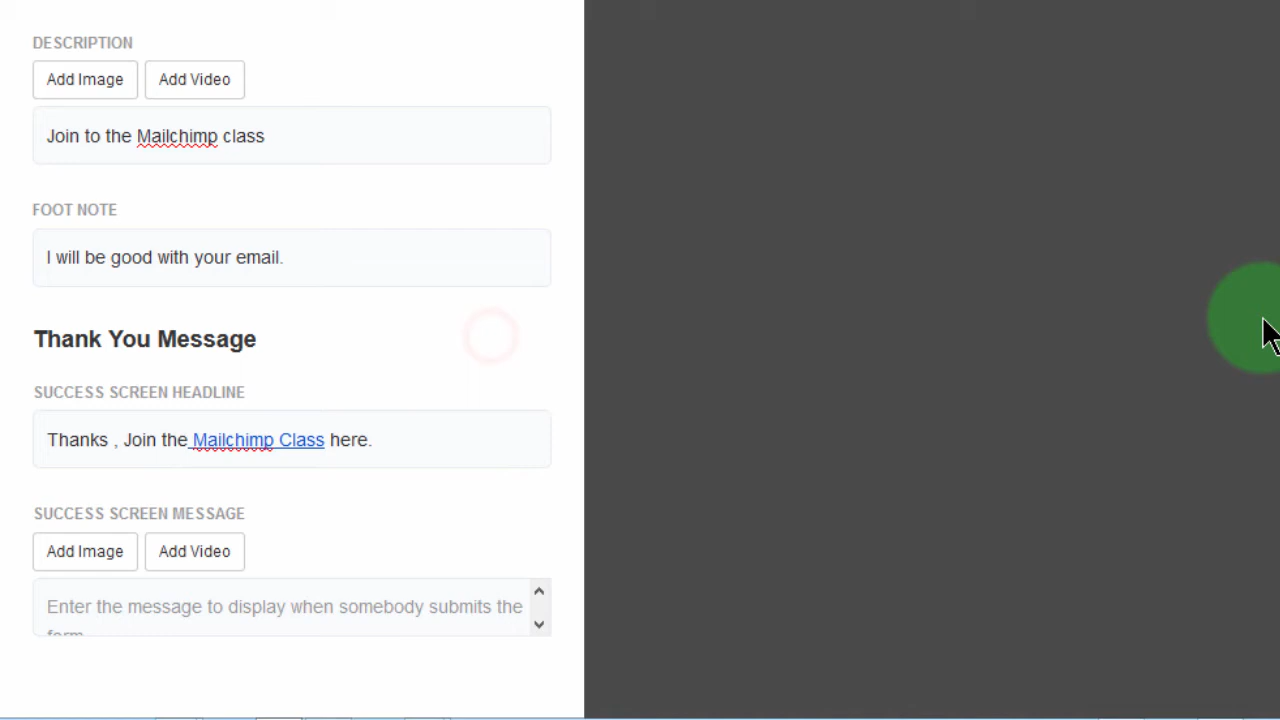 DESCRIPTION
Add Image Add Video
Join to the Mailchimp class
FOOT NOTE
I will be good with your email.
Thank You Message
SUCCESS SCREEN HEADLINE
Thanks , Join the Mailchimp Class here.
SUCCESS SCREEN MESSAGE
Add Image Add Video
Enter the message to display when somebody submits the
form